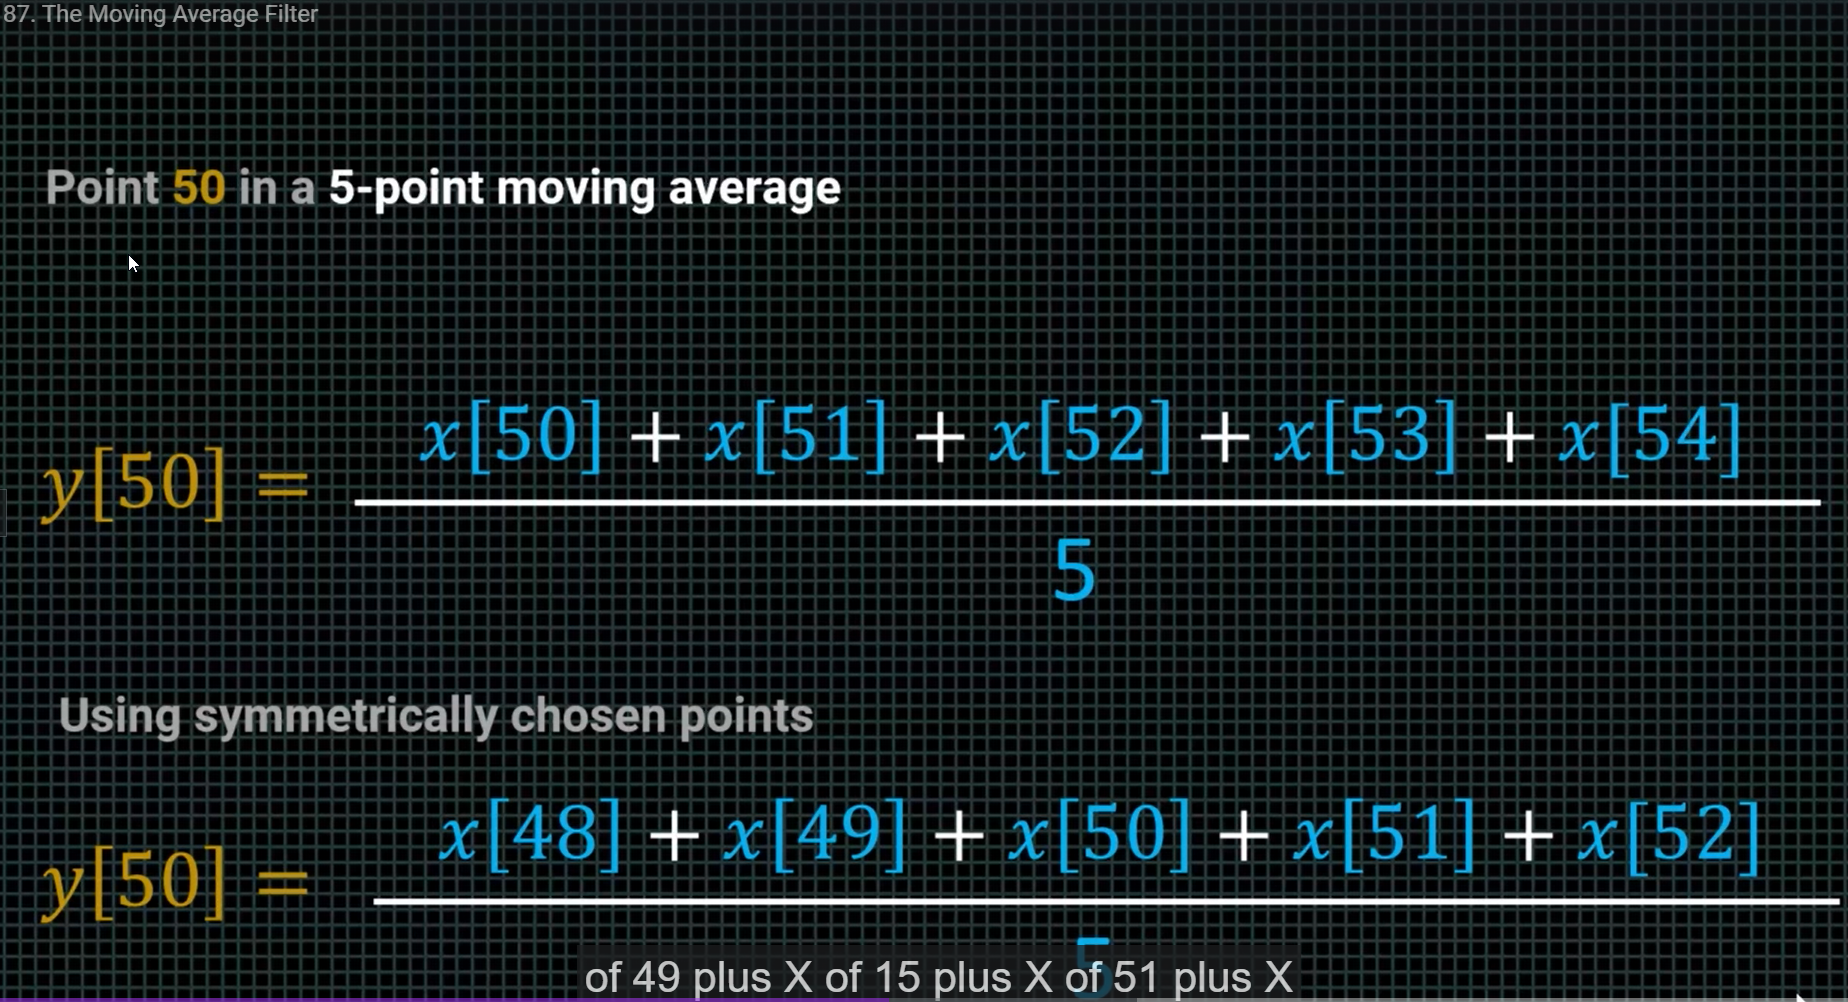 87. The Moving Average Filter
Point 50 in a 5-point moving average
y[50] = x[50] + x[51] + x[52] + x[53] + x[54]
5
Using symmetrically chosen points
y[50] = x[48] + x[49] + x[50] + x[51] + x[52]
5
of 49 plus X of 15 plus X of 51 plus X